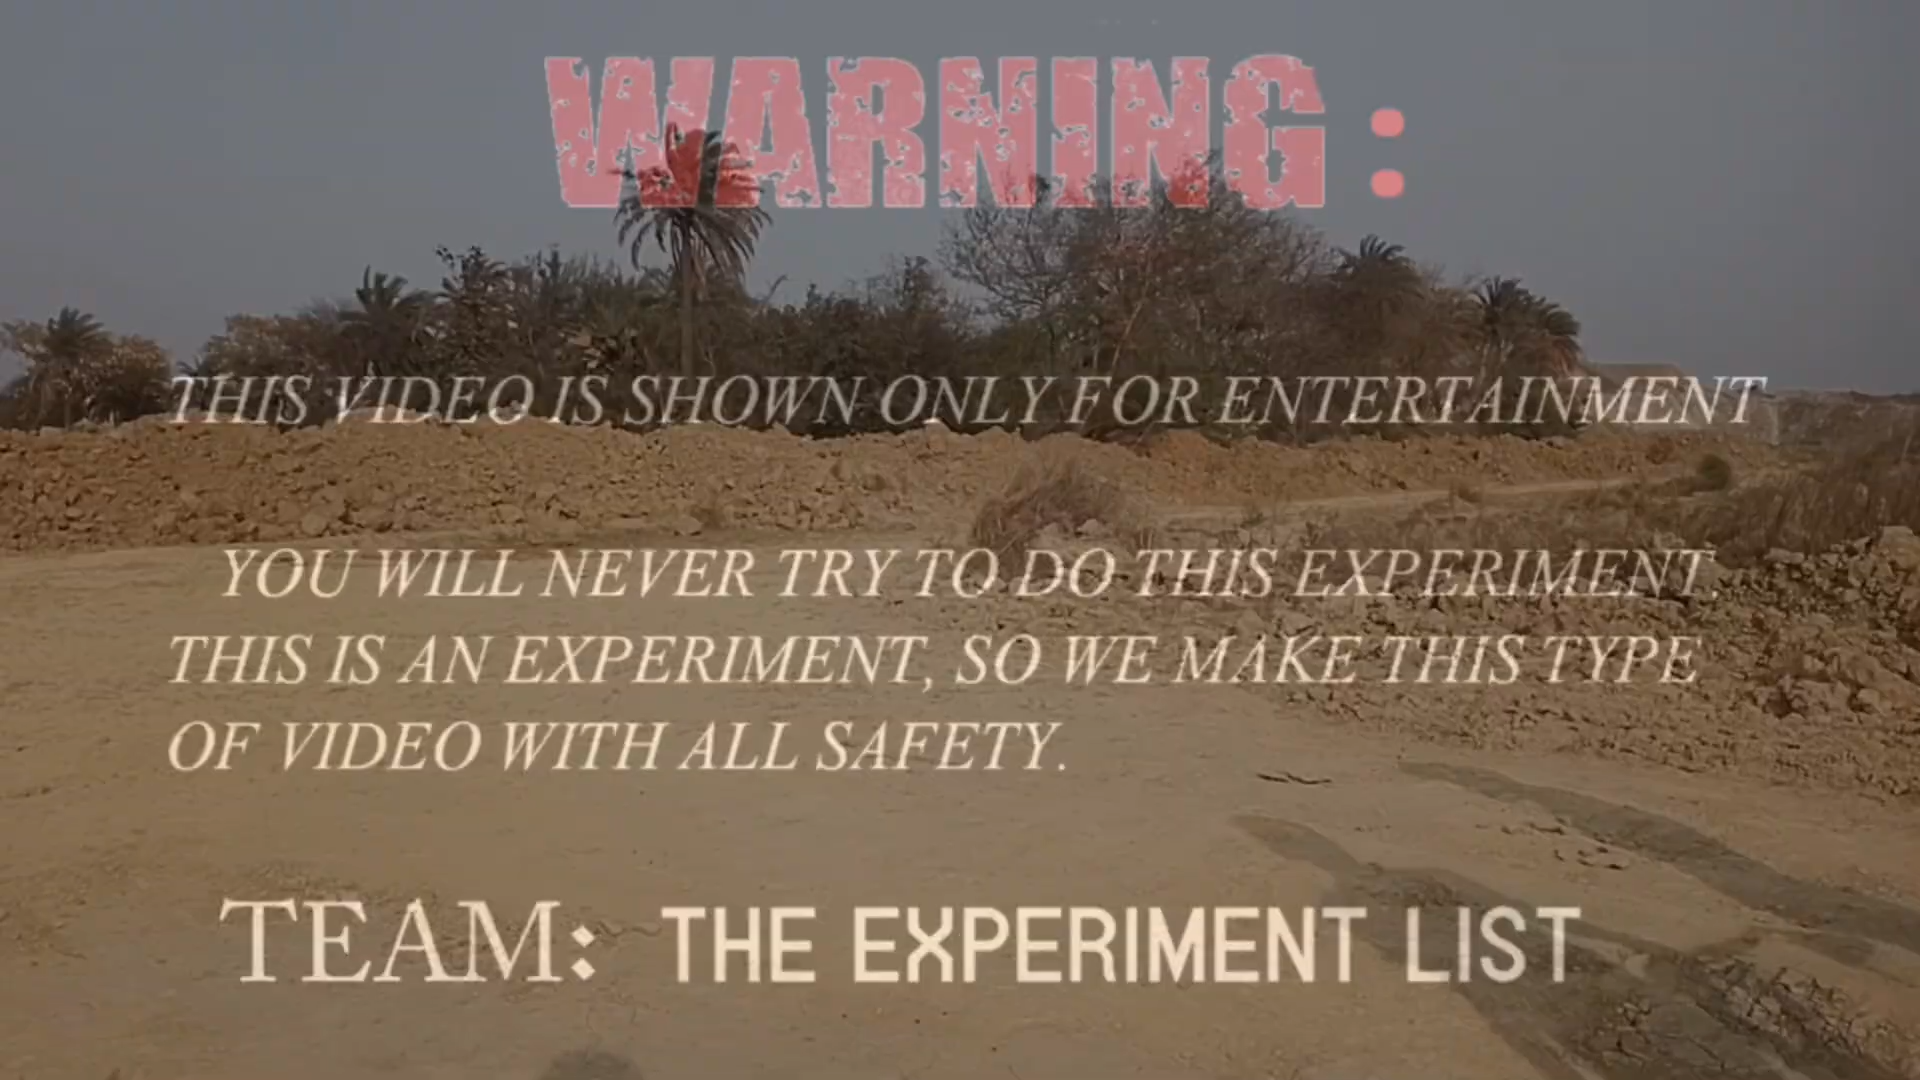 WARNING :
THIS VIDEO IS SHOWN ONLY FOR ENTERTAINMENT
YOU WILL NEVER TRY TO DO THIS EXPERIMENT.
THIS IS AN EXPERIMENT, SO WE MAKE THIS TYPE
OF VIDEO WITH ALL SAFETY.
TEAM: THE EXPERIMENT LIST